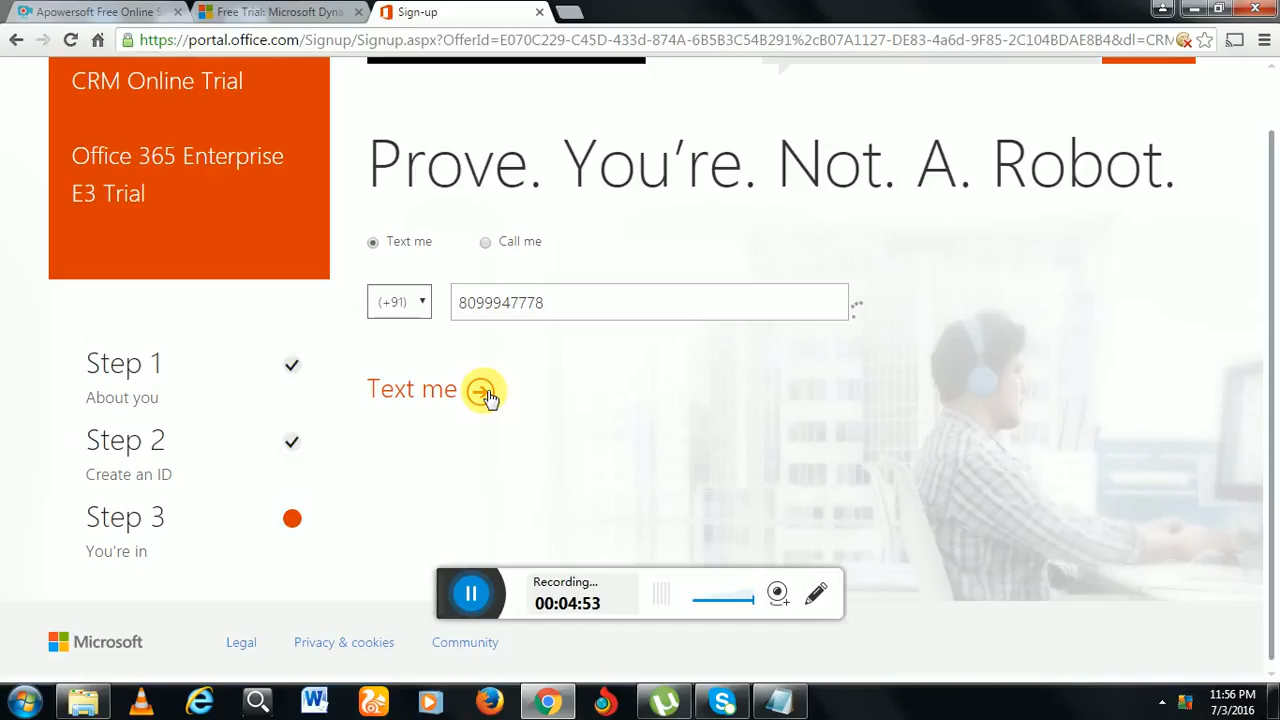 Apowersoft Free Online S
Free Trial: Microsoft Dyna
Sign-up
https://portal.office.com/Signup/Signup.aspx?OfferId=E070C229-C45D-433d-874A-6B5B3C54B291%2cB07A1127-DE83-4a6d-9F85-2C104BDAE8B4&dl=CRM
CRM Online Trial
Office 365 Enterprise
E3 Trial
Prove. You're. Not. A. Robot.
Text me
Call me
(+91)
8099947778
Text me
Step 1
About you
Step 2
Create an ID
Step 3
You're in
Recording...
00:04:53
Microsoft
Legal
Privacy & cookies
Community
11:56 PM
7/3/2016